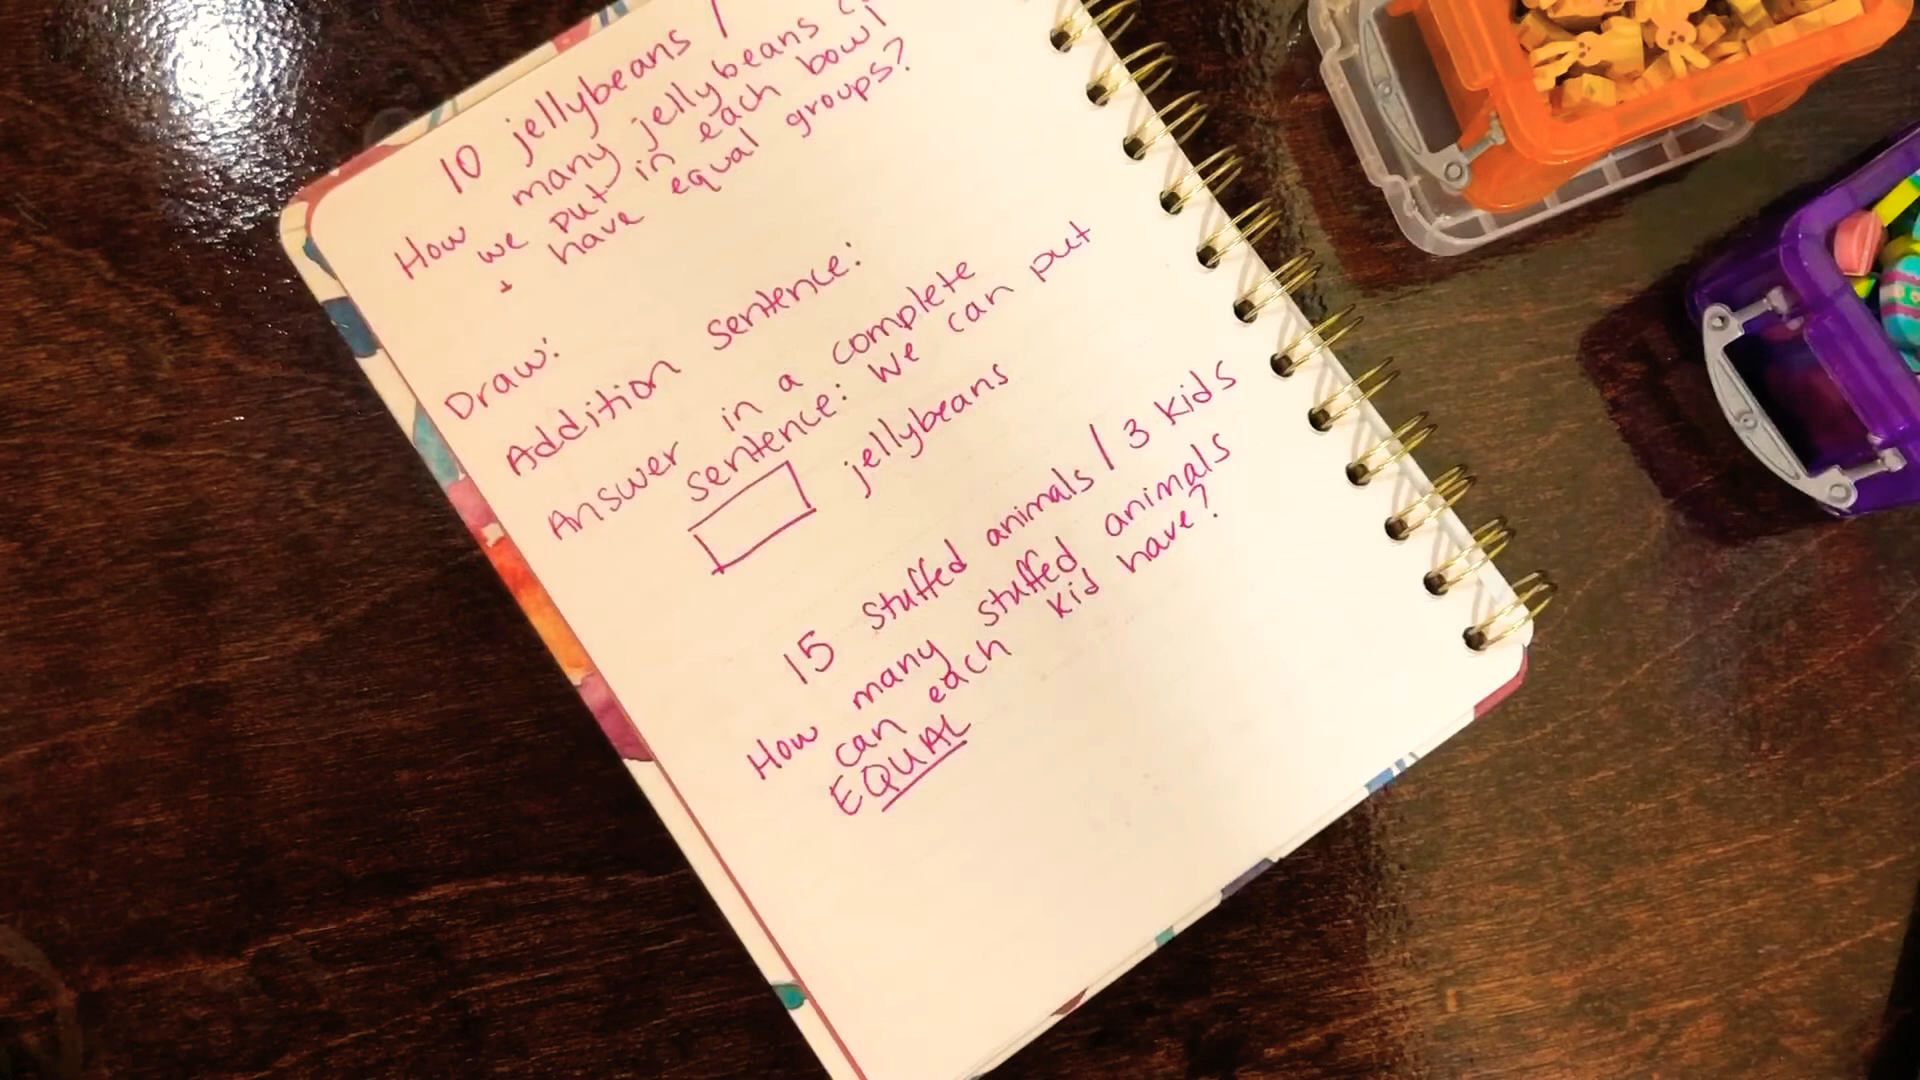 10 jellybeans /
How many jellybeans
we put in each bowl
+ have equal groups?
Draw:
Addition sentence:
Answer in a complete
sentence: We can put
jellybeans
15 stuffed animals / 3 kids
How many stuffed animals
can each kid have?
EQUAL